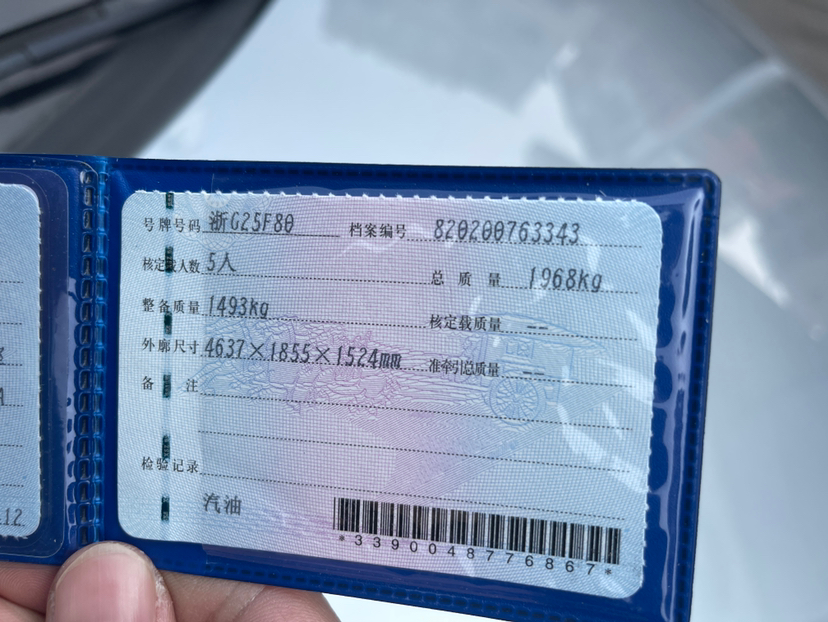 号牌号码 浙G25F80 档案编号 820200763343
核定载人数 5人 总质量 1968kg
整备质量 1493kg 核定载质量 --
外廓尺寸 4637×1855×1524mm 准牵引总质量 --
备注
检验记录
汽油
*3390048776867*